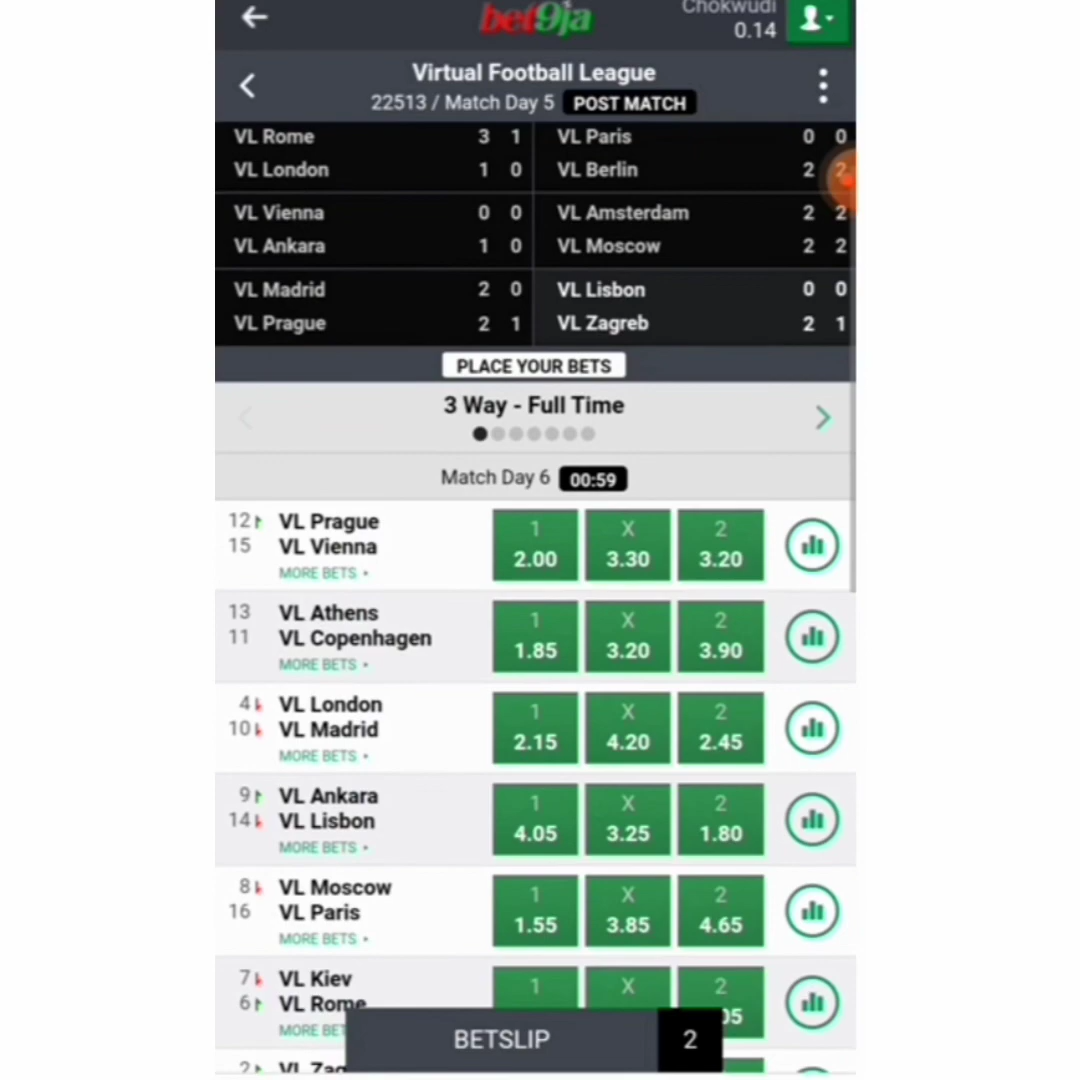 Chokwudi
bet9ja
0.14
Virtual Football League
22513 / Match Day 5 POST MATCH
VL Rome 3 1 VL Paris 0 0
VL London 1 0 VL Berlin 2 2
VL Vienna 0 0 VL Amsterdam 2 2
VL Ankara 1 0 VL Moscow 2 2
VL Madrid 2 0 VL Lisbon 0 0
VL Prague 2 1 VL Zagreb 2 1
PLACE YOUR BETS
3 Way - Full Time
Match Day 6 00:59
12 VL Prague 1 X 2
15 VL Vienna 2.00 3.30 3.20
MORE BETS
13 VL Athens 1 X 2
11 VL Copenhagen 1.85 3.20 3.90
MORE BETS
4 VL London 1 X 2
10 VL Madrid 2.15 4.20 2.45
MORE BETS
9 VL Ankara 1 X 2
14 VL Lisbon 4.05 3.25 1.80
MORE BETS
8 VL Moscow 1 X 2
16 VL Paris 1.55 3.85 4.65
MORE BETS
7 VL Kiev 1 X 2
6 VL Rome
MORE
BETSLIP 2
2 VL